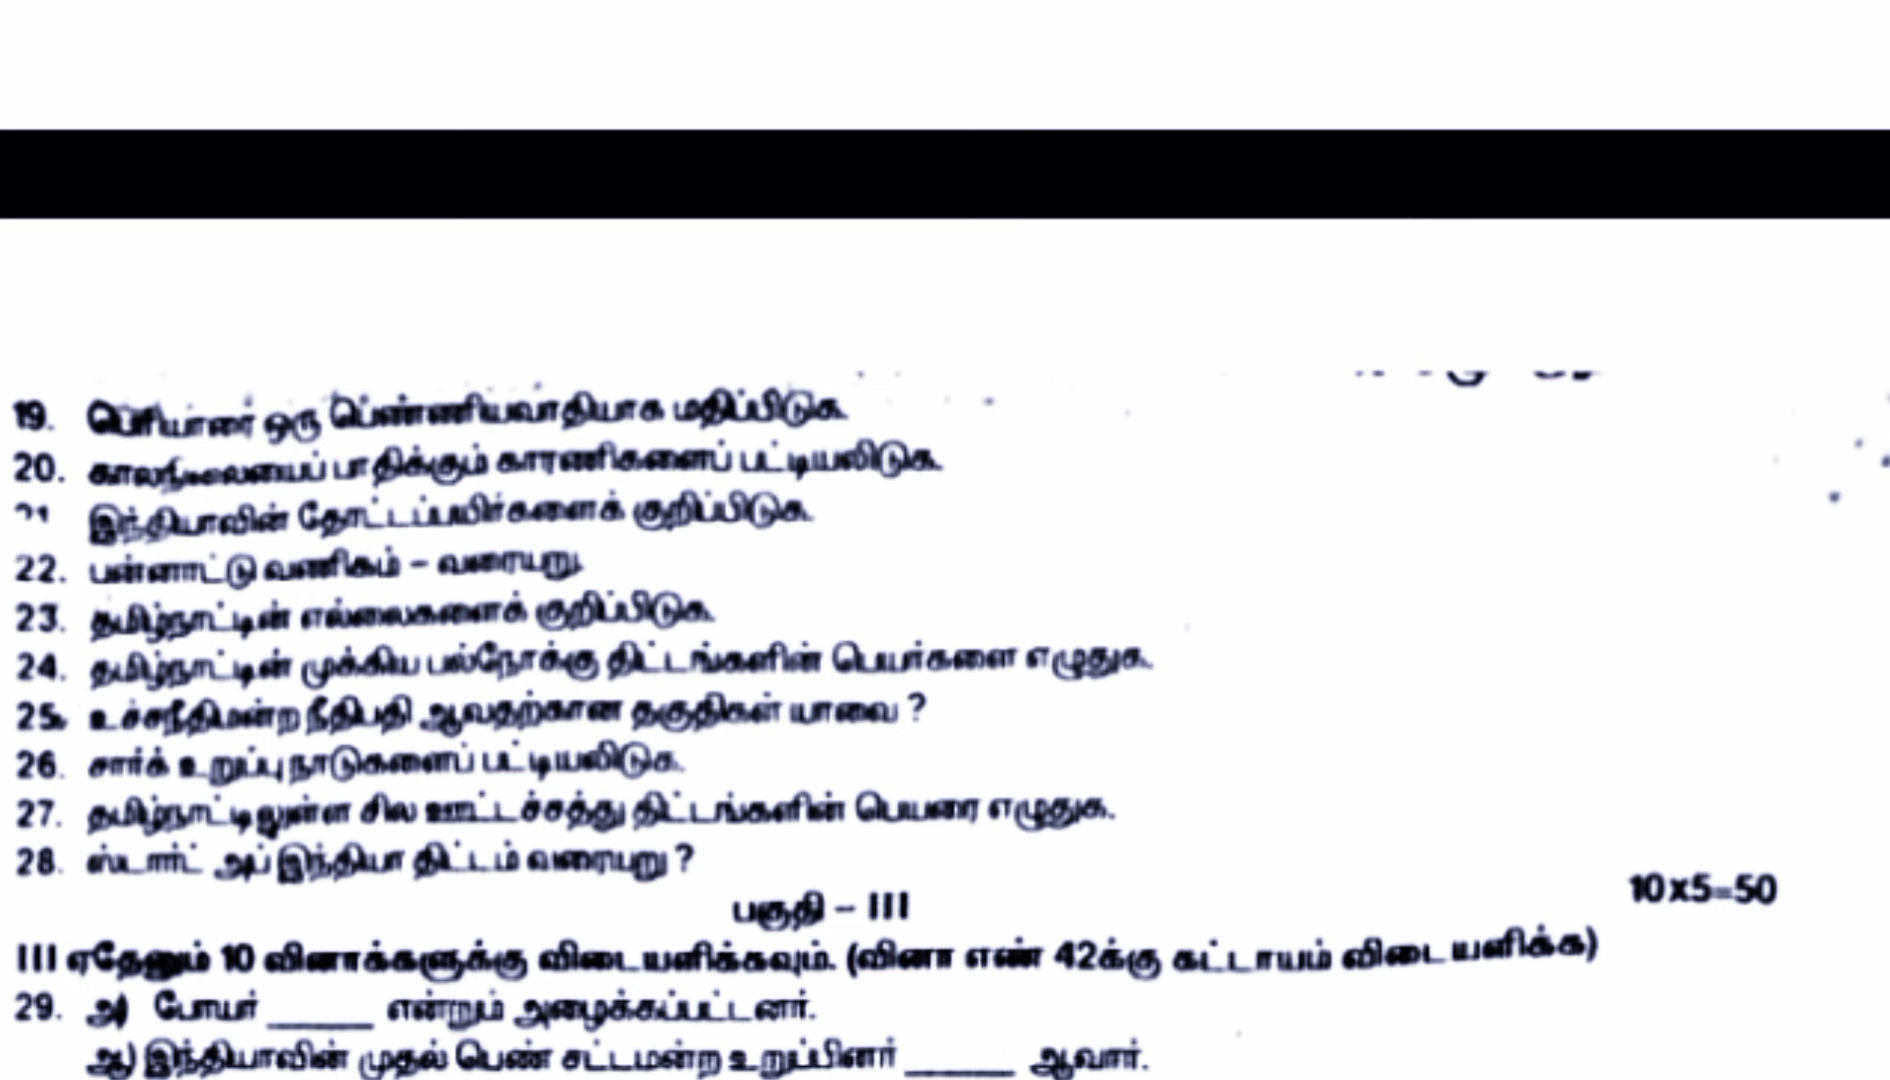 19. பெரியாரை ஒரு பெண்ணியவாதியாக மதிப்பிடுக.
20. காலநிலையைப் பாதிக்கும் காரணிகளைப் பட்டியலிடுக.
21 இந்தியாவின் தோட்டப்பயிர்களைக் குறிப்பிடுக.
22. பன்னாட்டு வணிகம் – வரையறு.
23. தமிழ்நாட்டின் எல்லைகளைக் குறிப்பிடுக.
24. தமிழ்நாட்டின் முக்கிய பல்நோக்கு திட்டங்களின் பெயர்களை எழுதுக.
25. உச்சநீதிமன்ற நீதிபதி ஆவதற்கான தகுதிகள் யாவை ?
26. சார்க் உறுப்பு நாடுகளைப் பட்டியலிடுக.
27. தமிழ்நாட்டிலுள்ள சில ஊட்டச்சத்து திட்டங்களின் பெயரை எழுதுக.
28. ஸ்டார்ட் அப் இந்தியா திட்டம் வரையறு ?
பகுதி – III
10x5=50
III ஏதேனும் 10 வினாக்களுக்கு விடையளிக்கவும். (வினா எண் 42க்கு கட்டாயம் விடையளிக்க)
29. அ) போயர் _____ என்றும் அழைக்கப்பட்டனர்.
ஆ) இந்தியாவின் முதல் பெண் சட்டமன்ற உறுப்பினர் _____ ஆவார்.